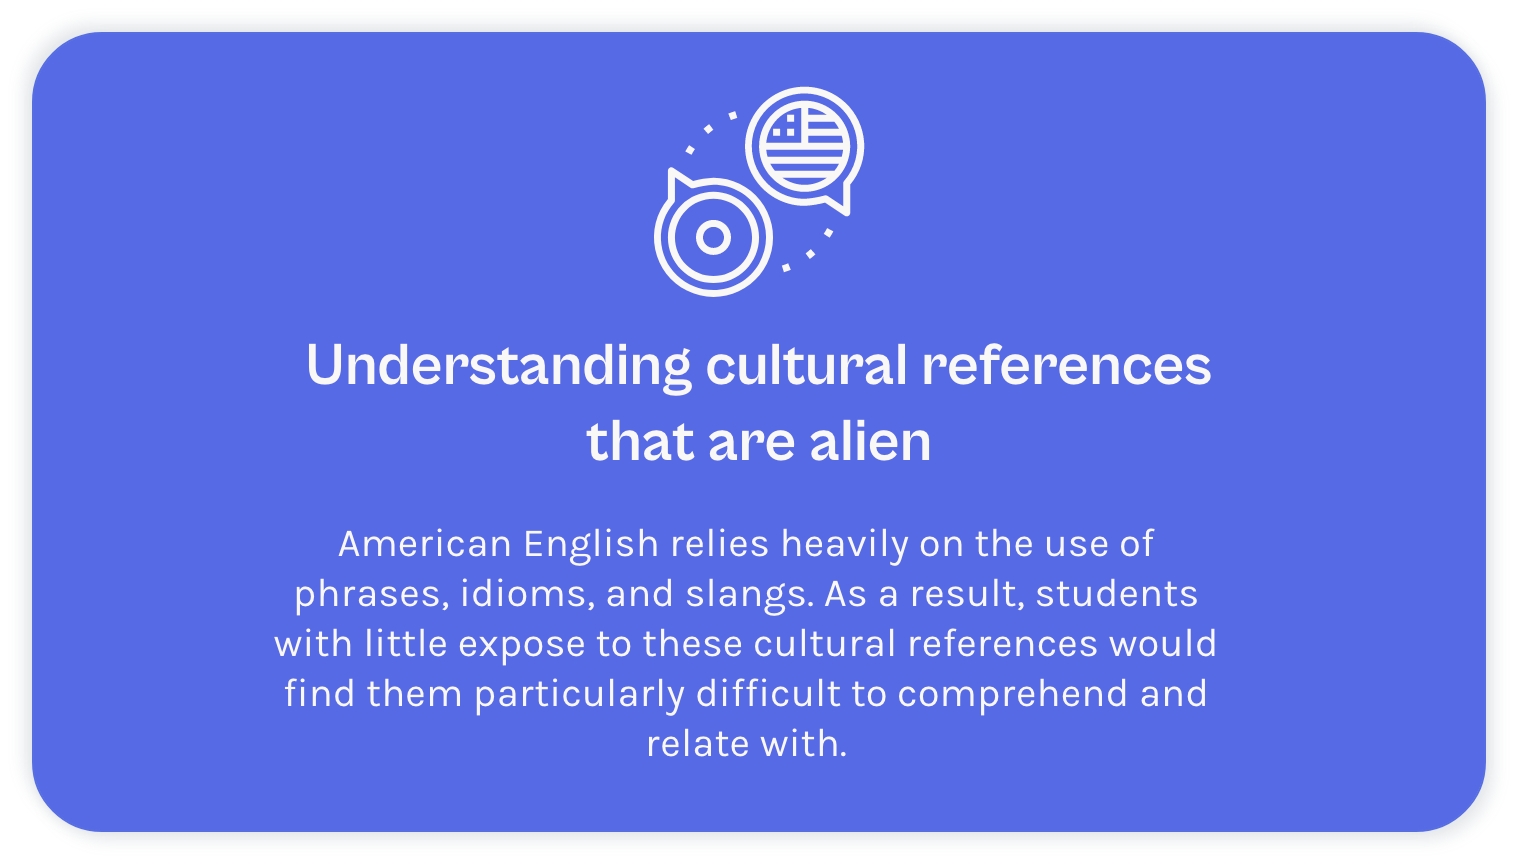 Understanding cultural references
that are alien
American English relies heavily on the use of
phrases, idioms, and slangs. As a result, students
with little expose to these cultural references would
find them particularly difficult to comprehend and
relate with.